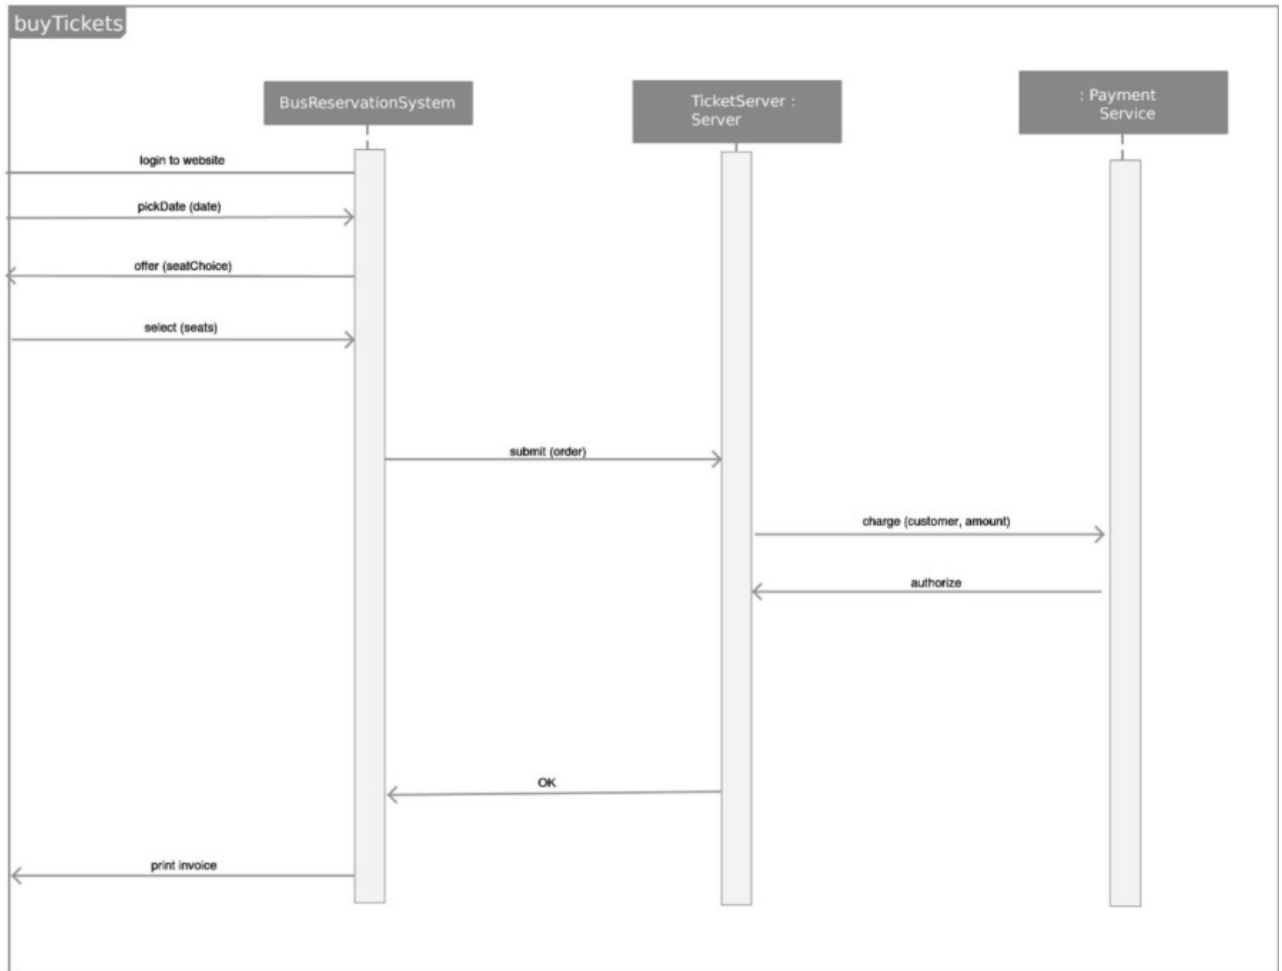 buyTickets
BusReservationSystem
TicketServer :
Server
: Payment
Service
login to website
pickDate (date)
offer (seatChoice)
select (seats)
submit (order)
charge (customer, amount)
authorize
OK
print invoice